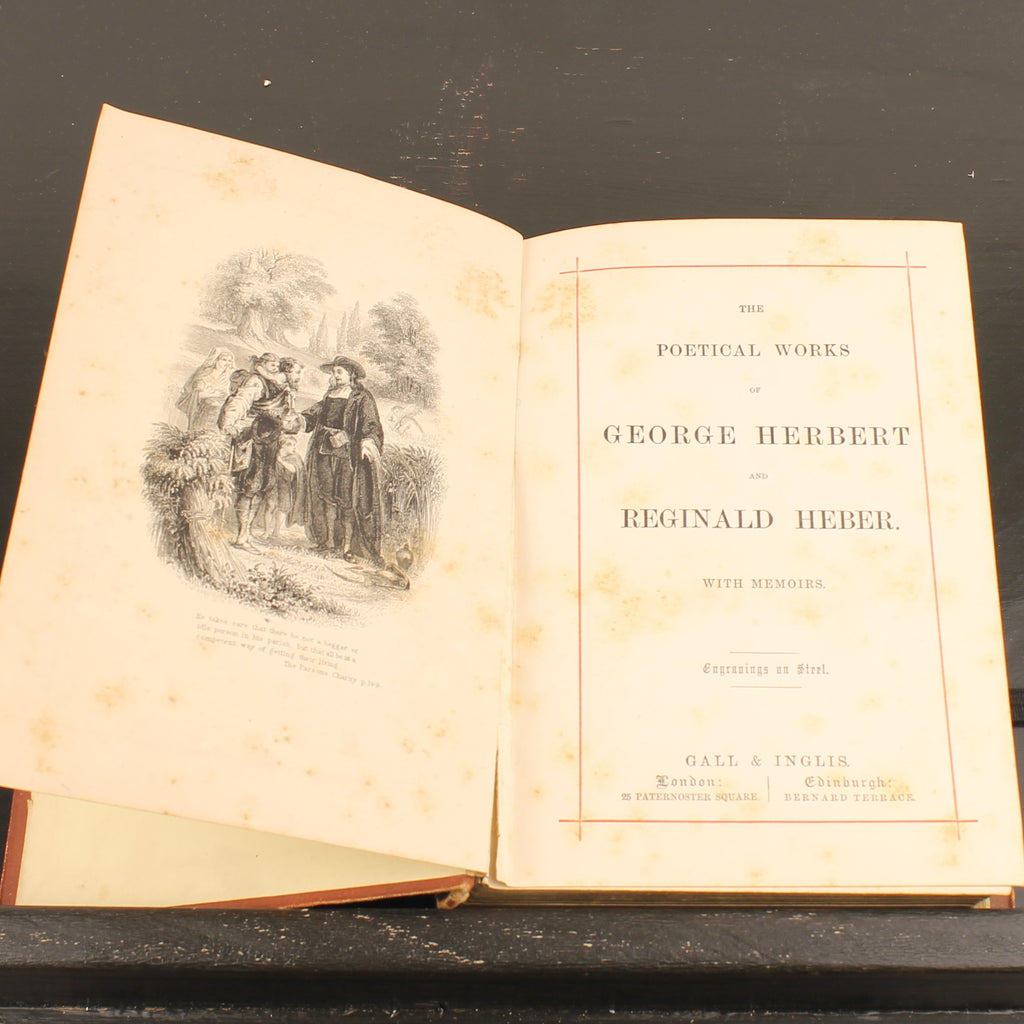 He takes care that there be not a beggar or
idle person in his parish, but that all be in a
competent way of getting their living.
The Parsons Charity p.
THE
POETICAL WORKS
OF
GEORGE HERBERT
AND
REGINALD HEBER.
WITH MEMOIRS.
Engravings on Steel.
GALL & INGLIS.
London: Edinburgh:
25 PATERNOSTER SQUARE. BERNARD TERRACE.